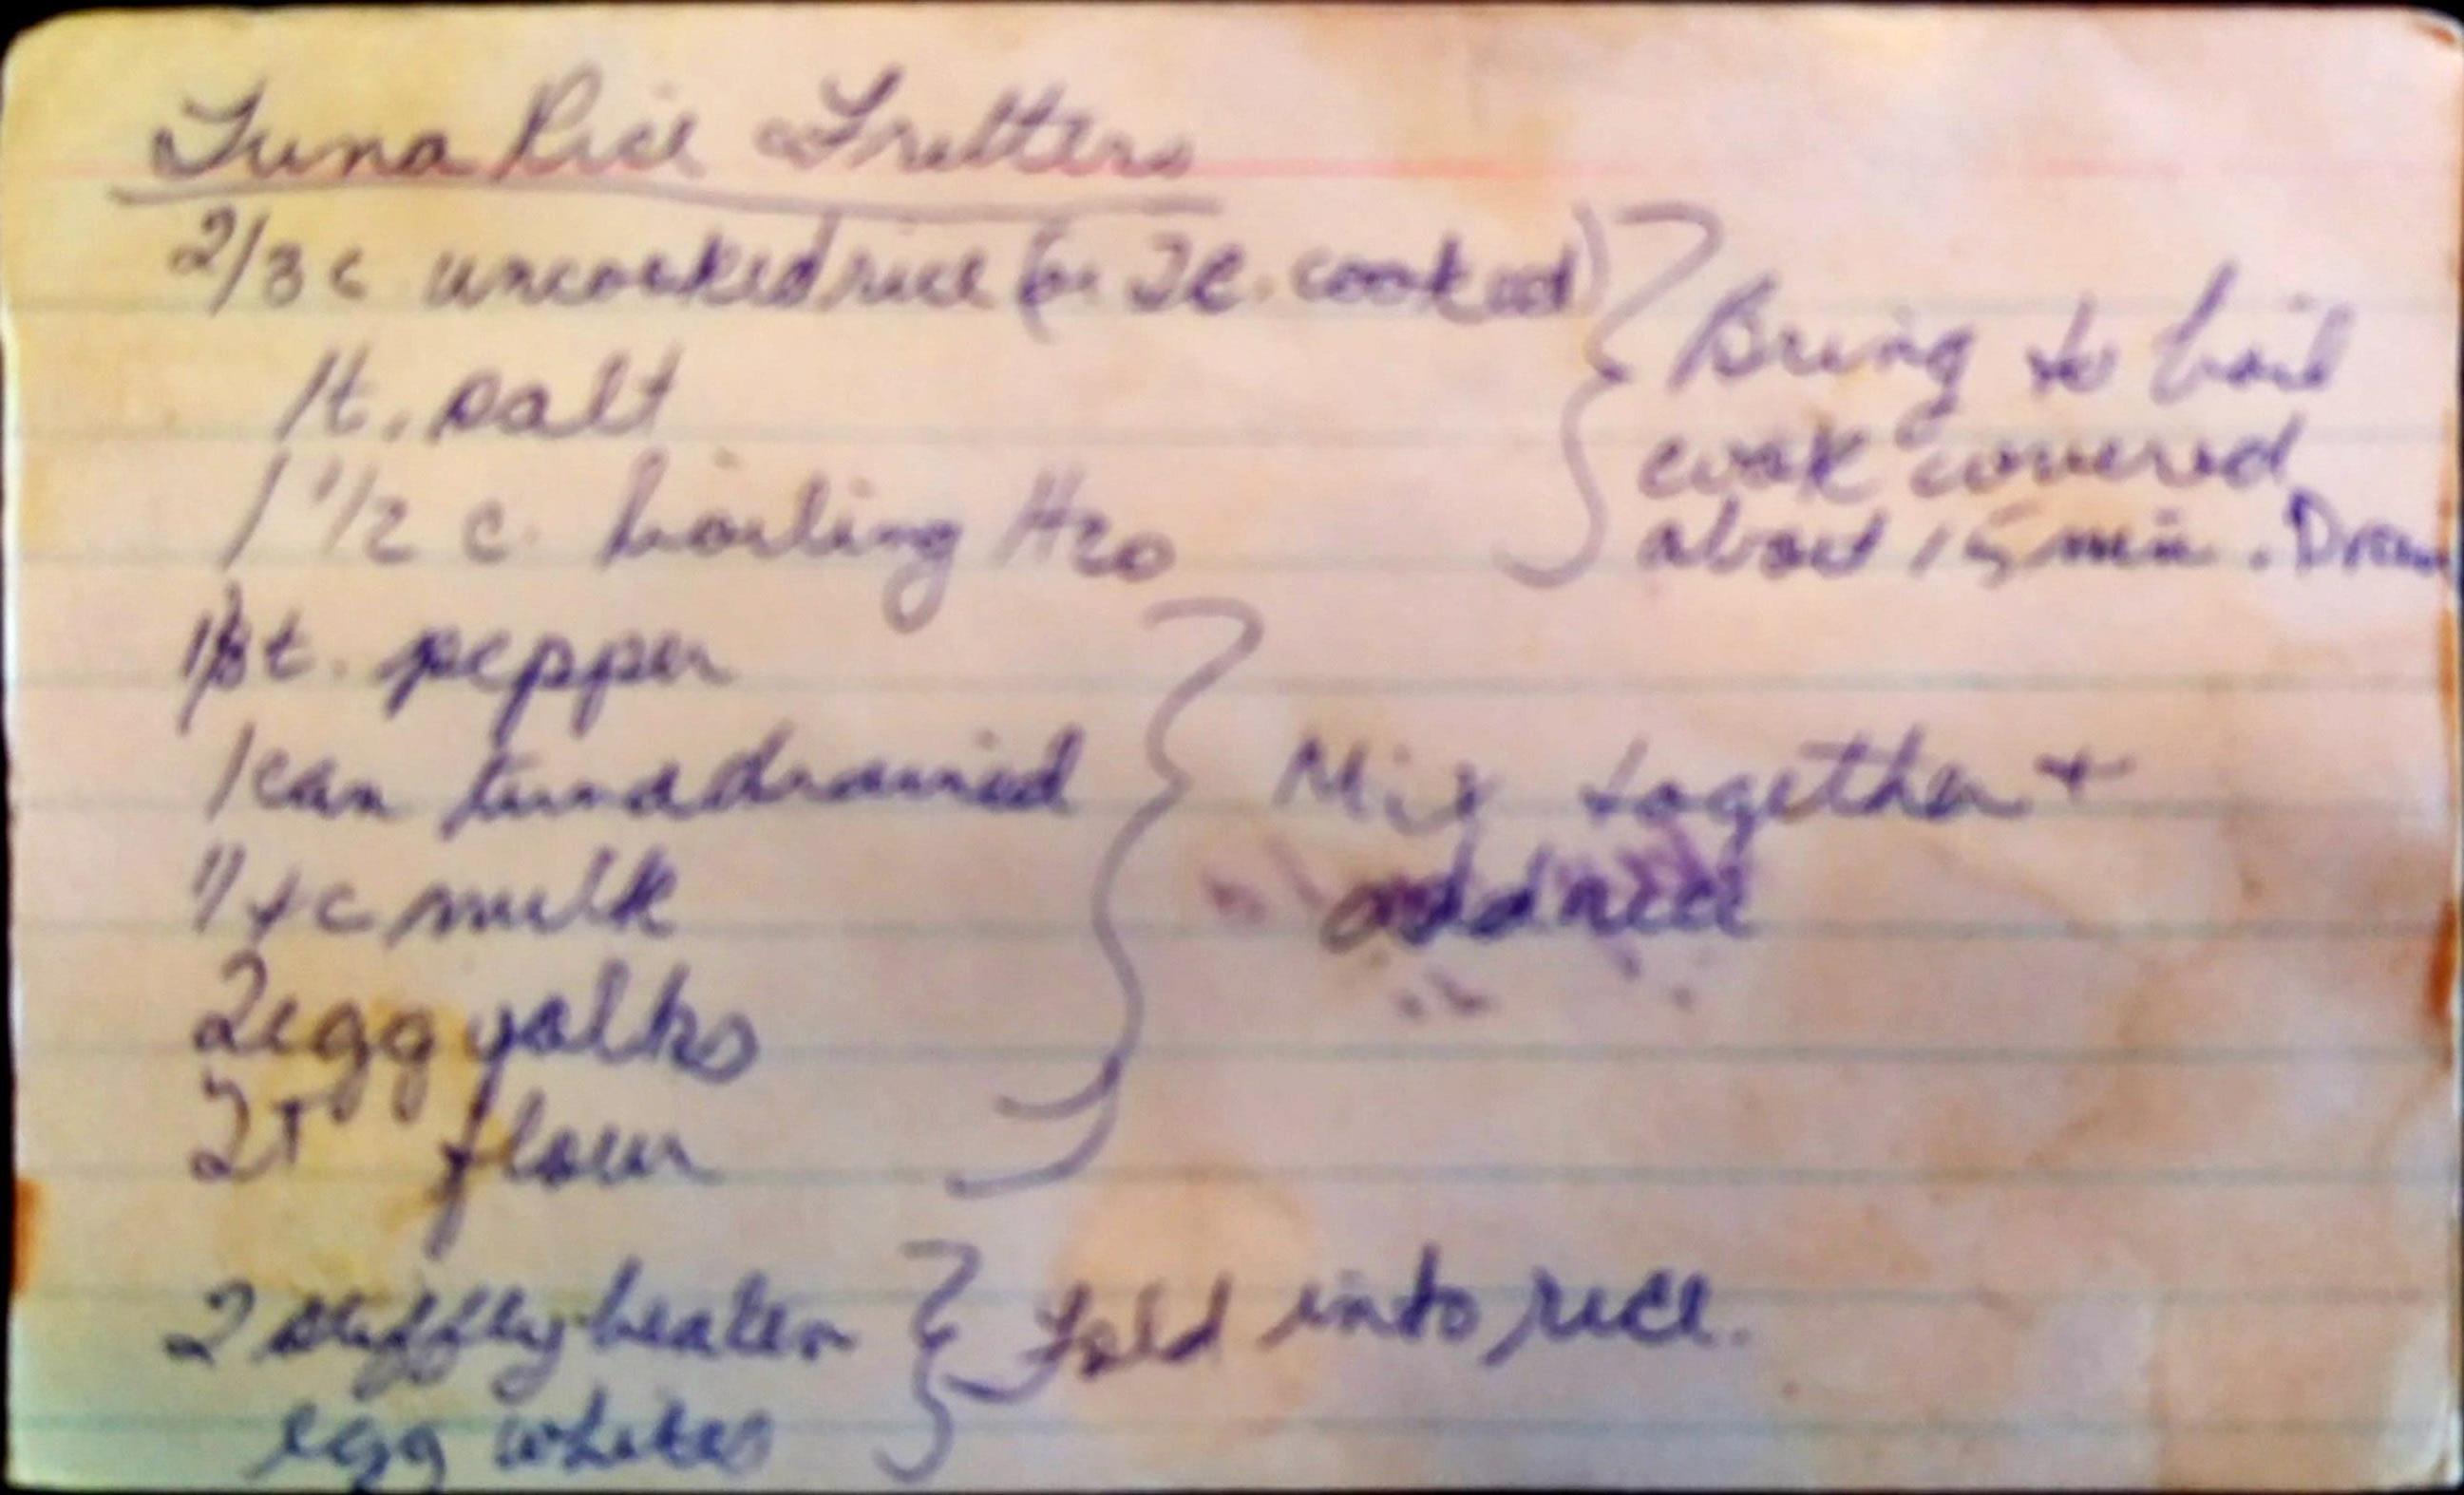 Tuna Rice Fritters
2/3 c uncooked rice (or 2 c. cooked)
1 t. salt
1 1/2 c. boiling H2O
Bring to boil
cook covered
about 15 min. Drain
1/8 t. pepper
1 can tuna drained
1/4 c milk
2 egg yolks
2 T flour
Mix together +
add rice
2 stiffly beaten
egg whites
Fold into rice.